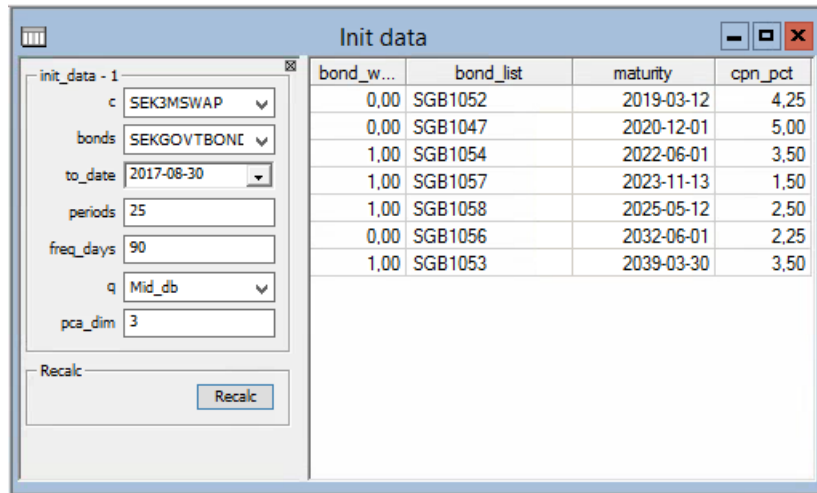 Init data
init_data - 1
c SEK3MSWAP
bonds SEKGOVTBOND
to_date 2017-08-30
periods 25
freq_days 90
q Mid_db
pca_dim 3
Recalc
Recalc
bond_w... bond_list maturity cpn_pct
0,00 SGB1052 2019-03-12 4,25
0,00 SGB1047 2020-12-01 5,00
1,00 SGB1054 2022-06-01 3,50
1,00 SGB1057 2023-11-13 1,50
1,00 SGB1058 2025-05-12 2,50
0,00 SGB1056 2032-06-01 2,25
1,00 SGB1053 2039-03-30 3,50